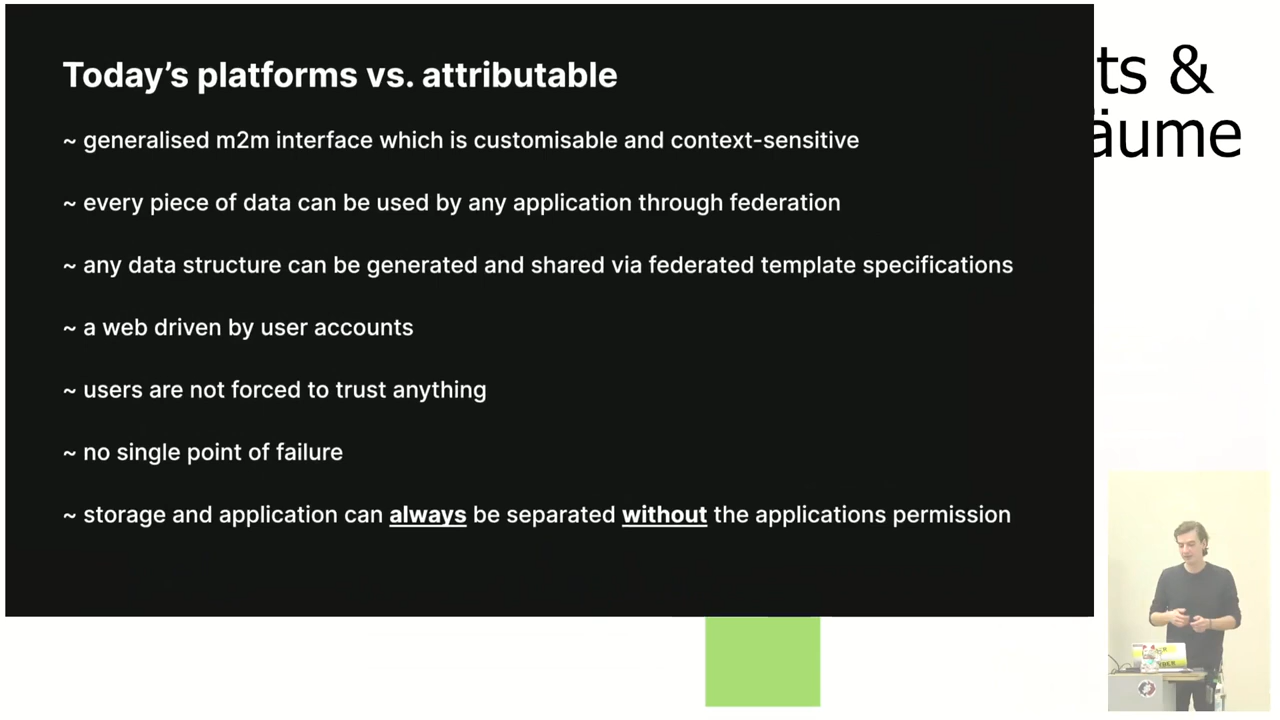 Today's platforms vs. attributable
~ generalised m2m interface which is customisable and context-sensitive
~ every piece of data can be used by any application through federation
~ any data structure can be generated and shared via federated template specifications
~ a web driven by user accounts
~ users are not forced to trust anything
~ no single point of failure
~ storage and application can always be separated without the applications permission
ts &
äume